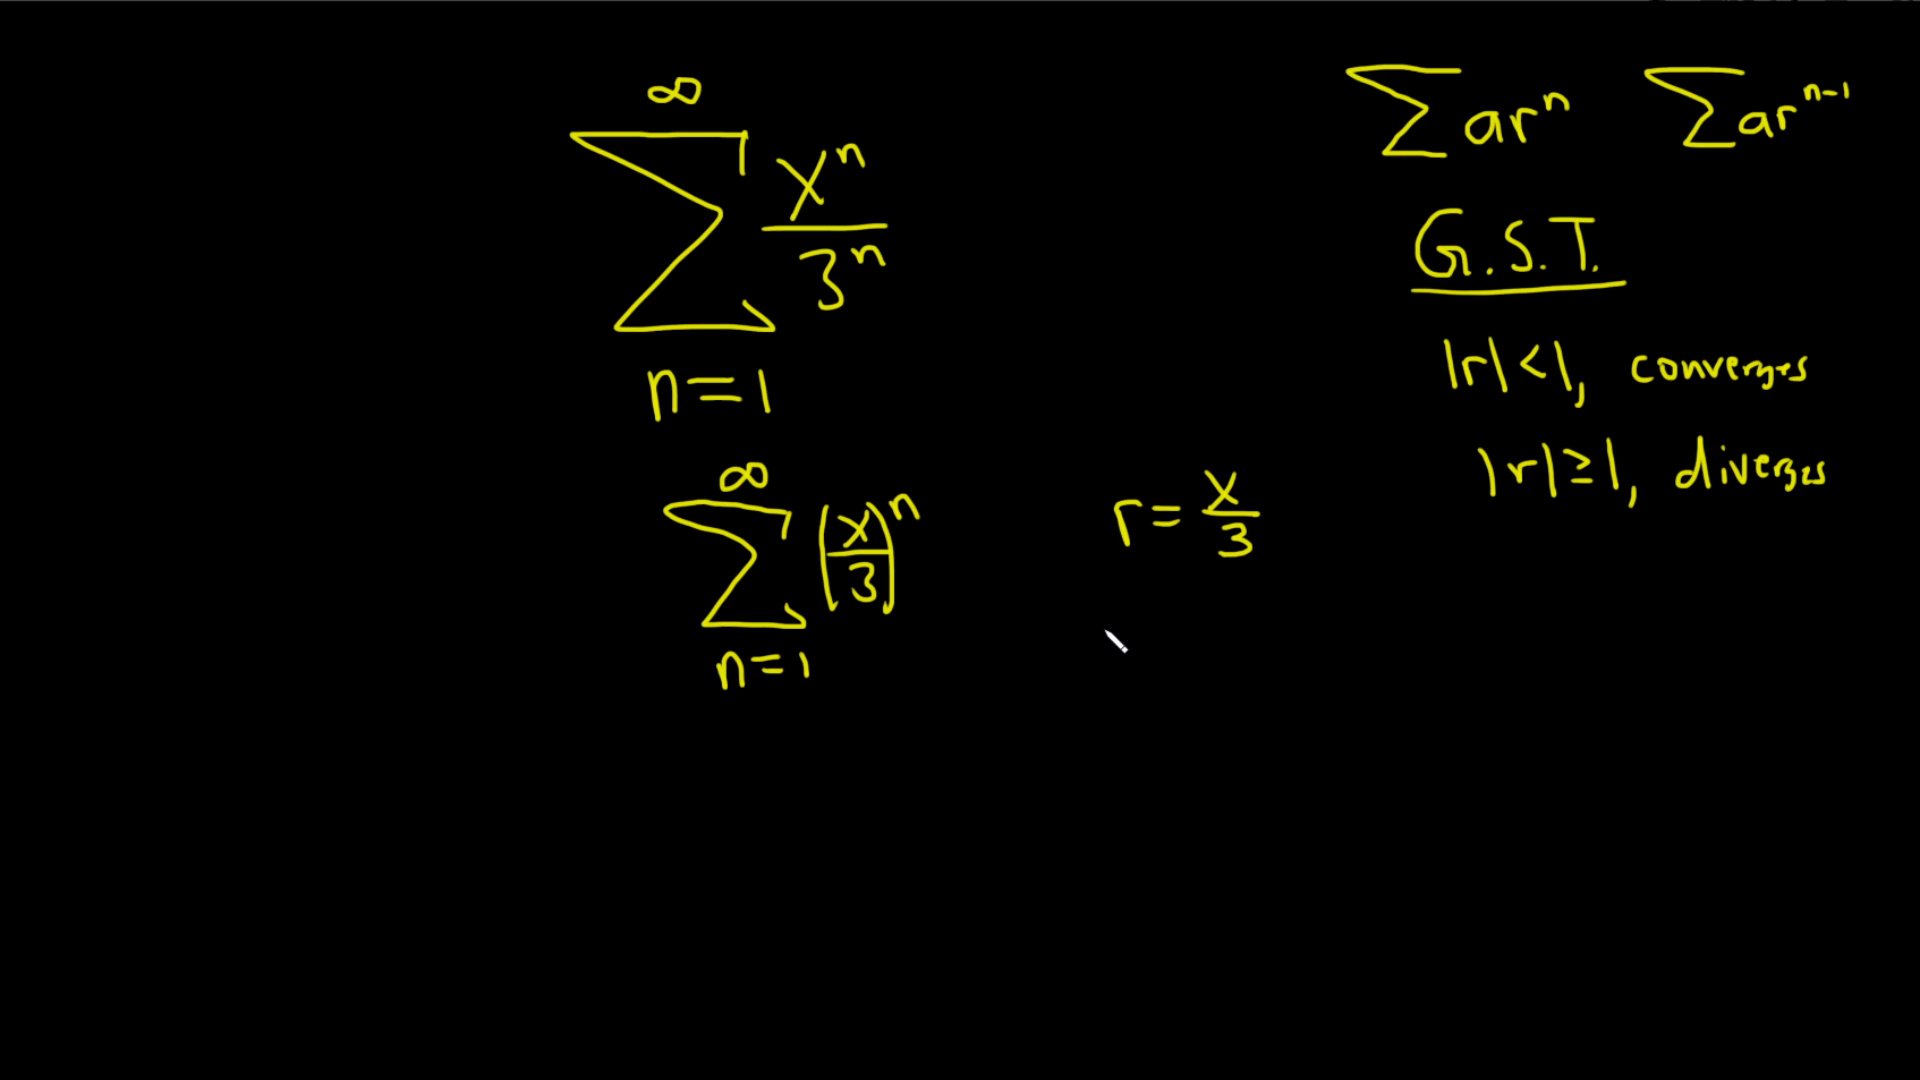 ∞
∑ xⁿ/3ⁿ
n=1
∞
∑ (x/3)ⁿ
n=1
r = x/3
∑arⁿ ∑arⁿ⁻¹
G.S.T.
|r|<1, converges
|r|≥1, diverges